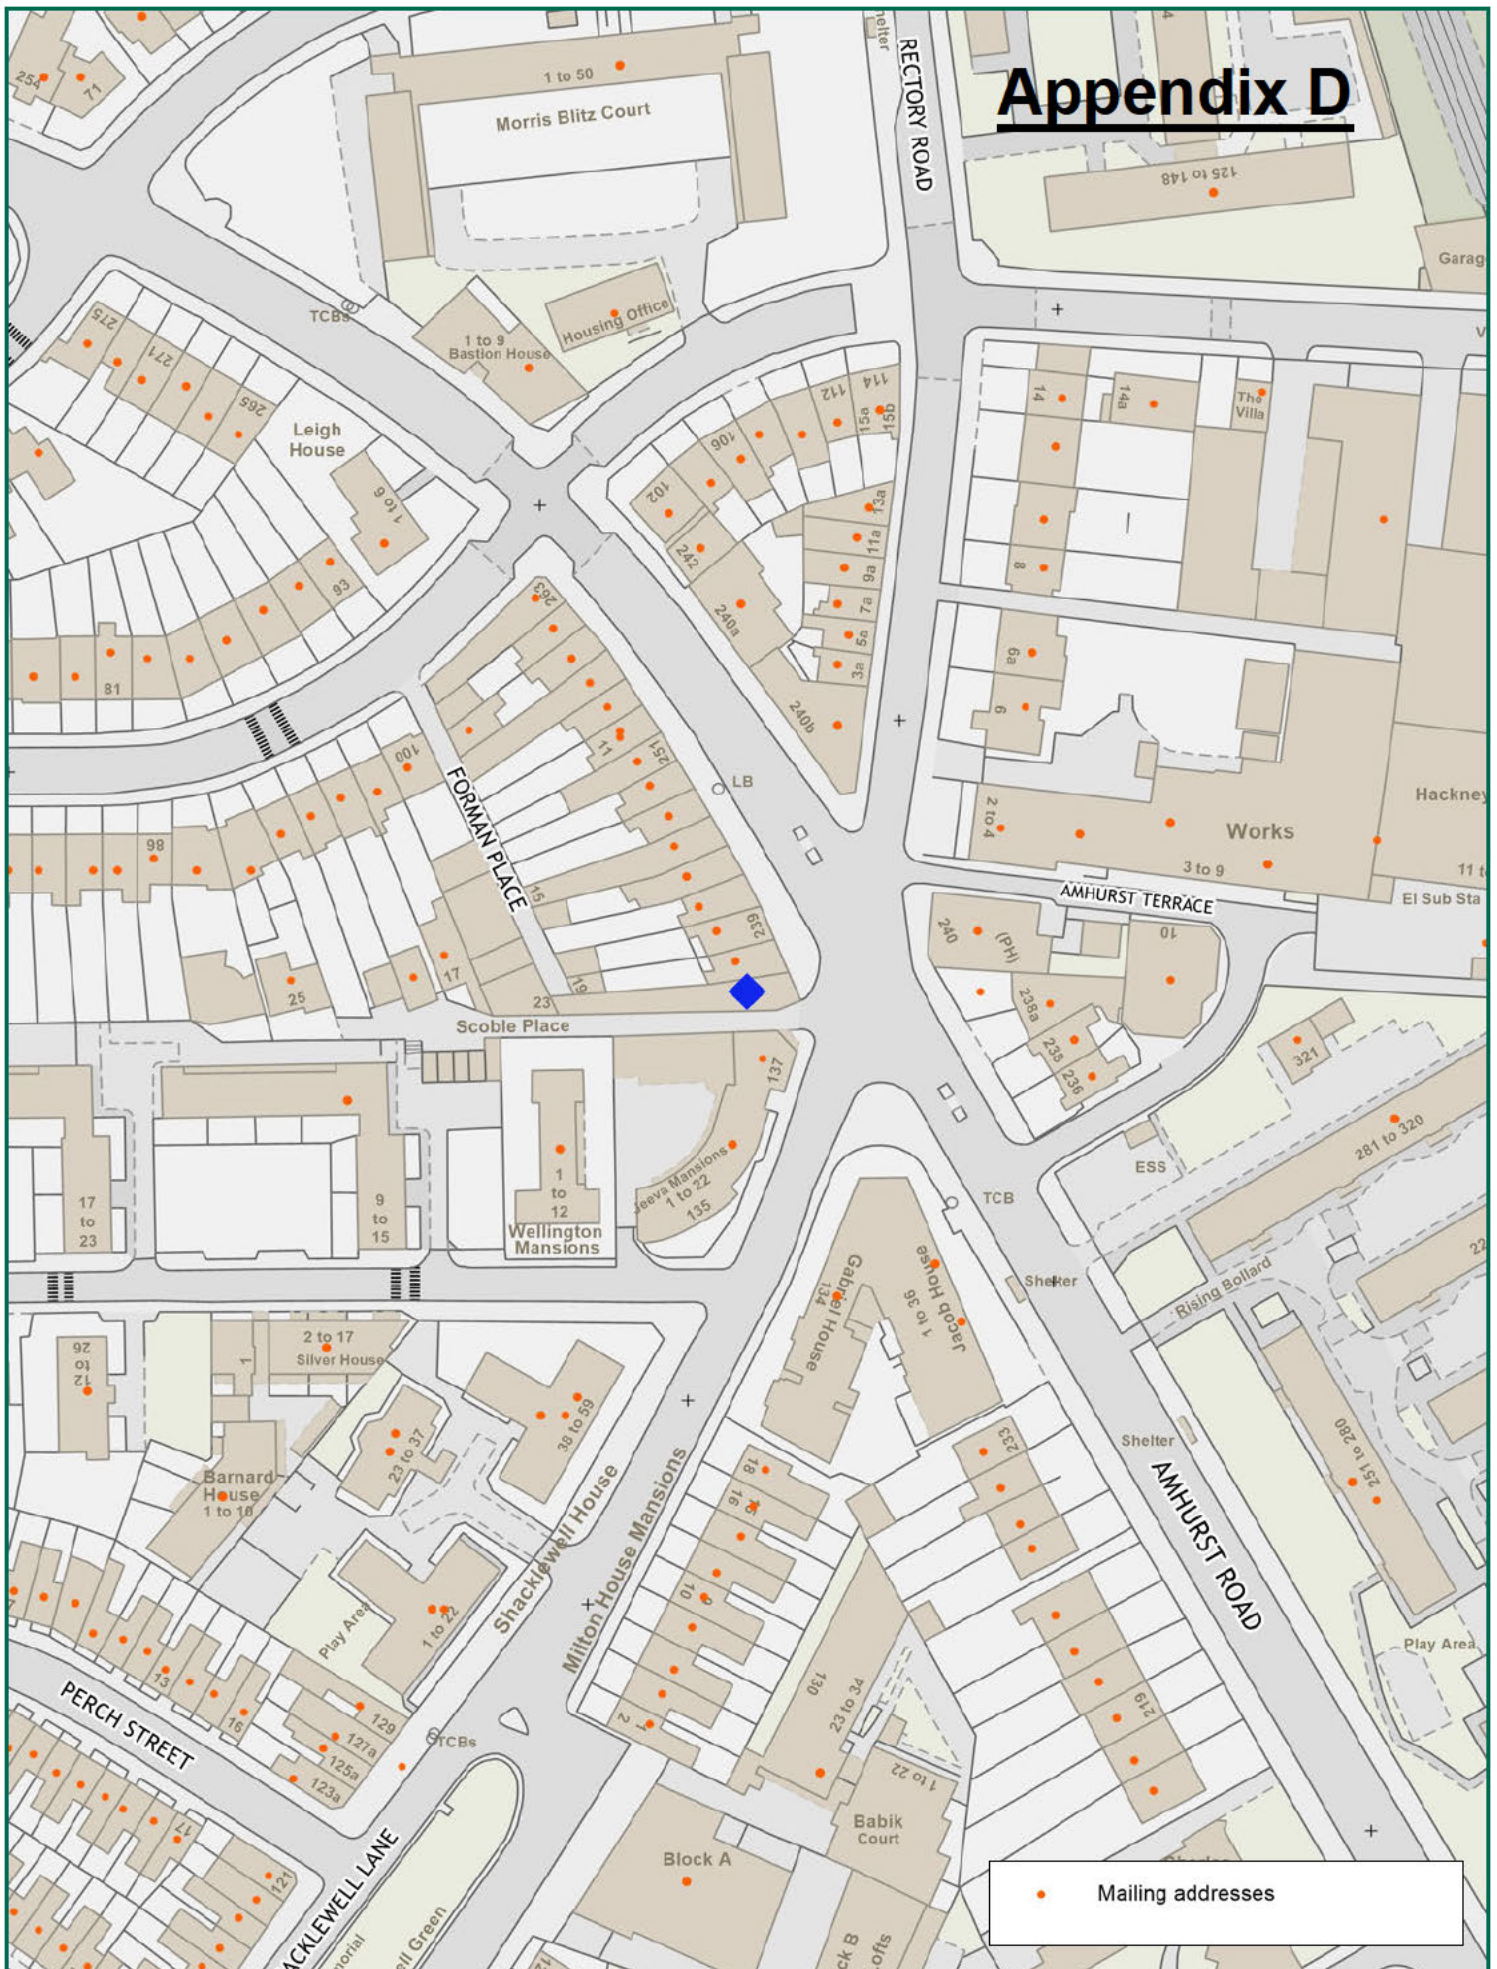 Appendix D
254
71
1 to 50
Morris Blitz Court
RECTORY ROAD
125 to 148
TCBs
1 to 9
Bastion House
Housing Office
275
271
265
Leigh
House
1 to 6
93
81
102
106
112
114
15a
15b
13a
11a
9a
7a
5a
3a
242
240a
240b
14
14a
The
Villa
8
6a
6
2 to 4
Works
3 to 9
Hackney
El Sub Sta
AMHURST TERRACE
263
11
251
LB
100
FORMAN PLACE
98
15
239
17
19
25
23
Scoble Place
240
(PH)
10
238a
235
236
321
281 to 320
137
Jeeva Mansions
1 to 22
135
1
to
12
Wellington
Mansions
17
to
23
9
to
15
ESS
TCB
Gabriel House
134
Jacob House
1 to 36
Shelter
Rising Bollard
2 to 17
Silver House
1
12
to
26
23 to 37
38 to 59
Barnard
House
1 to 10
Shacklewell House
Milton House Mansions
18
16
15
10
9
2
1
233
Shelter
AMHURST ROAD
251 to 280
Play Area
1 to 22
Play Area
13
16
129
127a
125a
123a
TCBs
PERCH STREET
17
121
130
23 to 34
219
1 to 22
Babik
Court
Block A
Mailing addresses